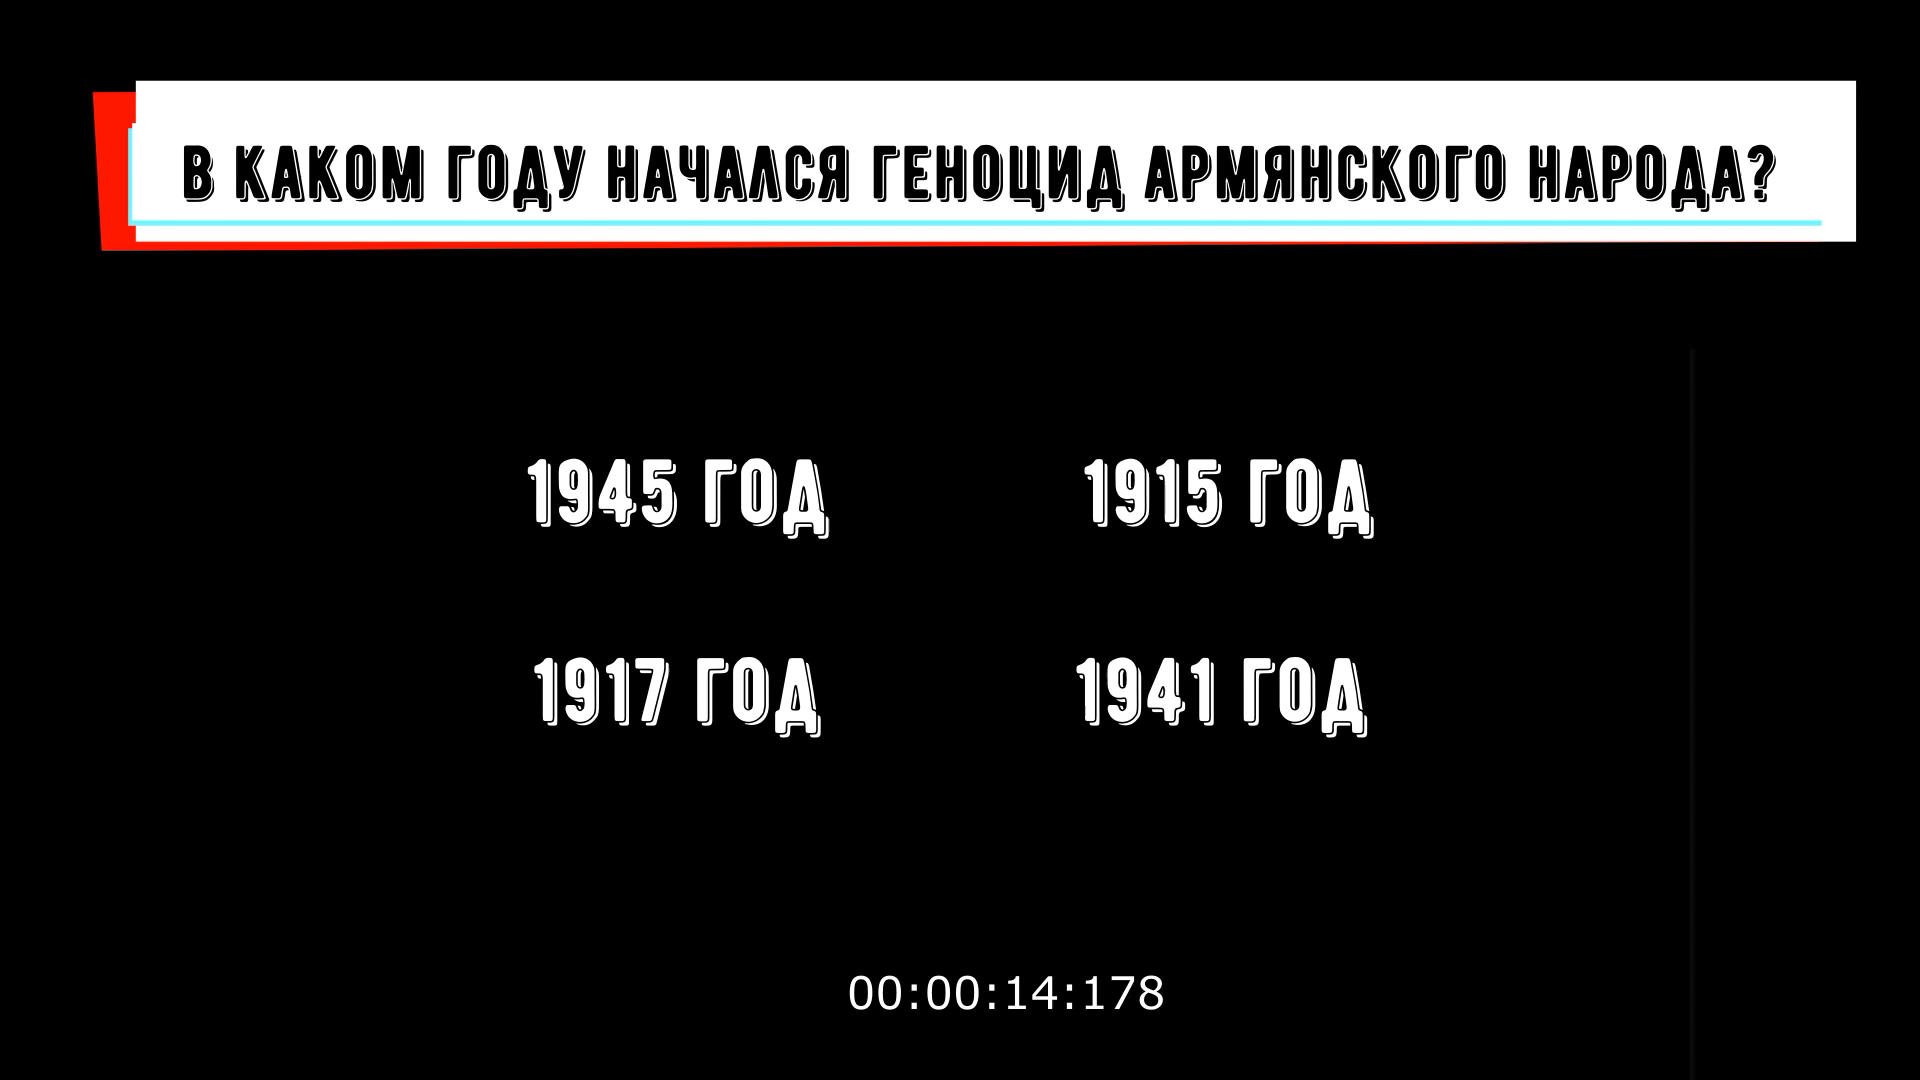 В КАКОМ ГОДУ НАЧАЛСЯ ГЕНОЦИД АРМЯНСКОГО НАРОДА?
1945 ГОД
1915 ГОД
1917 ГОД
1941 ГОД
00:00:14:178